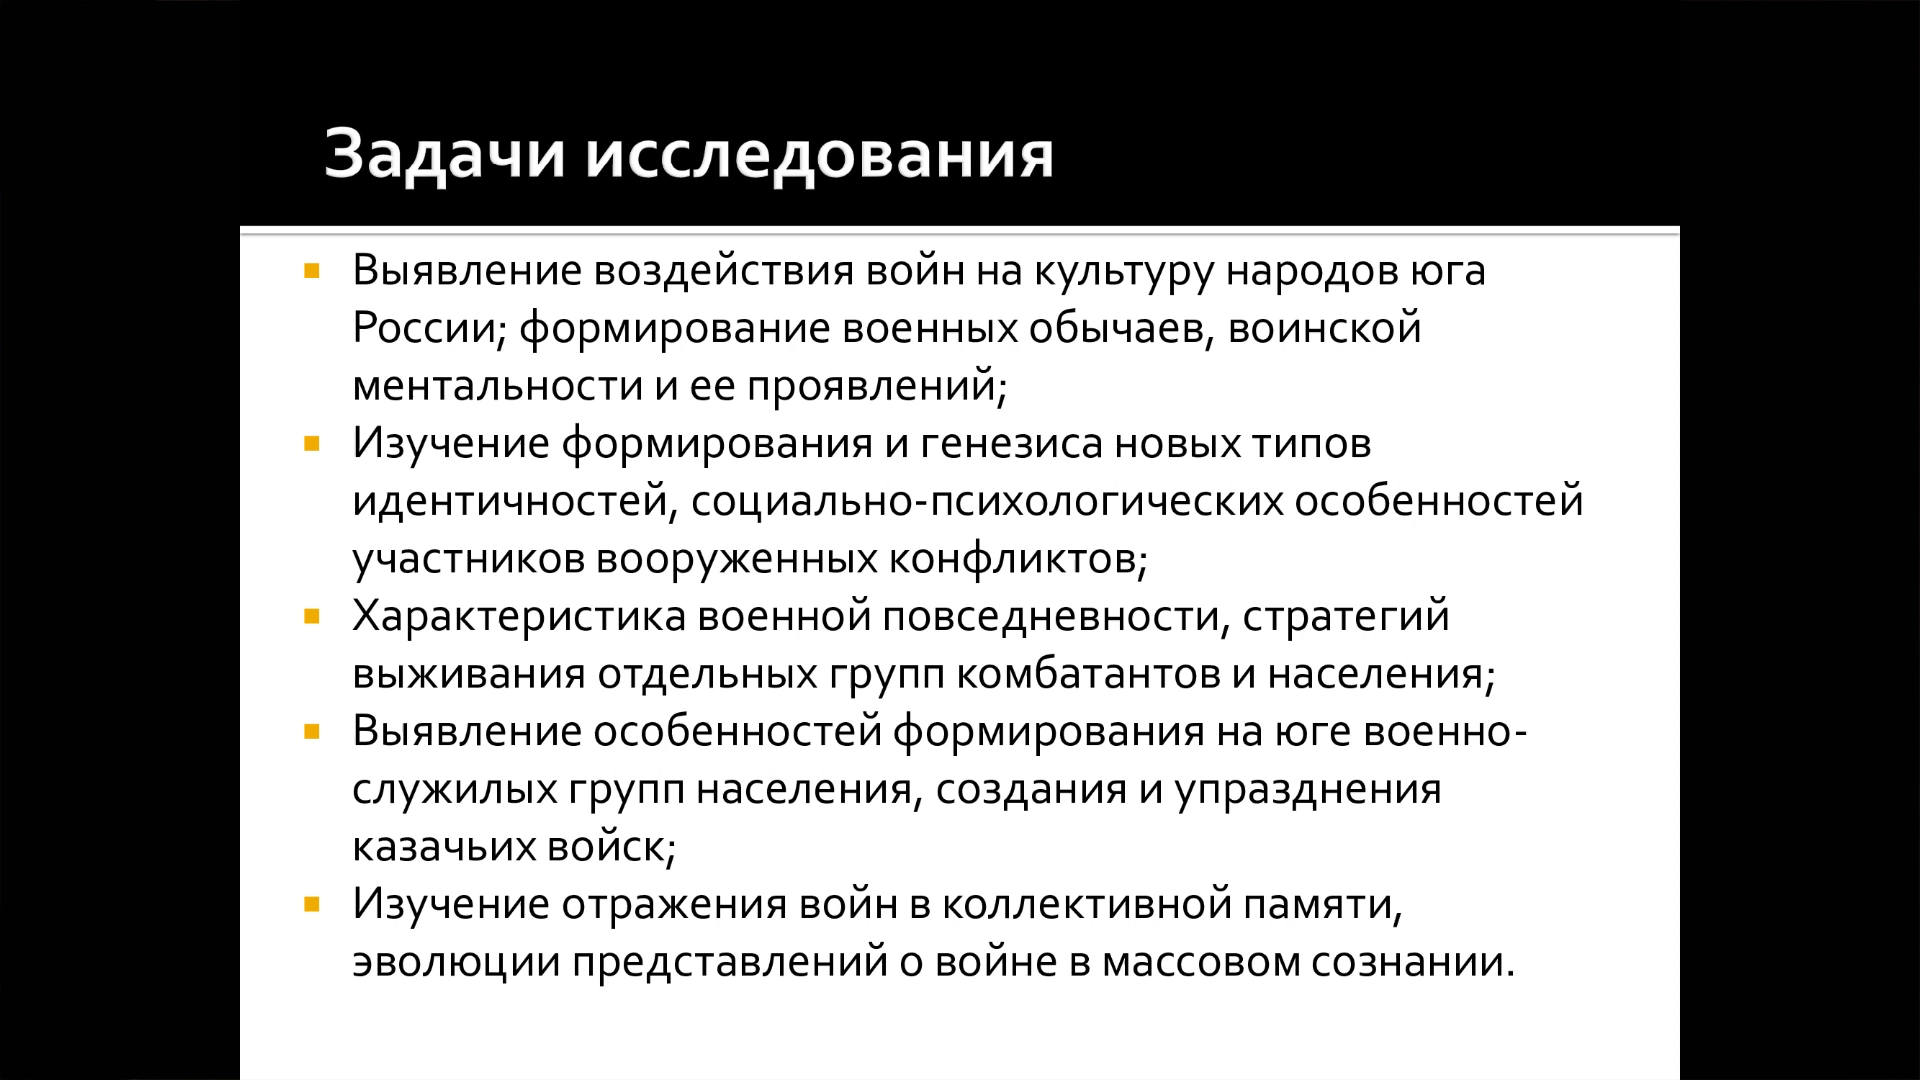 Задачи исследования
Выявление воздействия войн на культуру народов юга
России; формирование военных обычаев, воинской
ментальности и ее проявлений;
Изучение формирования и генезиса новых типов
идентичностей, социально-психологических особенностей
участников вооруженных конфликтов;
Характеристика военной повседневности, стратегий
выживания отдельных групп комбатантов и населения;
Выявление особенностей формирования на юге военно-
служилых групп населения, создания и упразднения
казачьих войск;
Изучение отражения войн в коллективной памяти,
эволюции представлений о войне в массовом сознании.